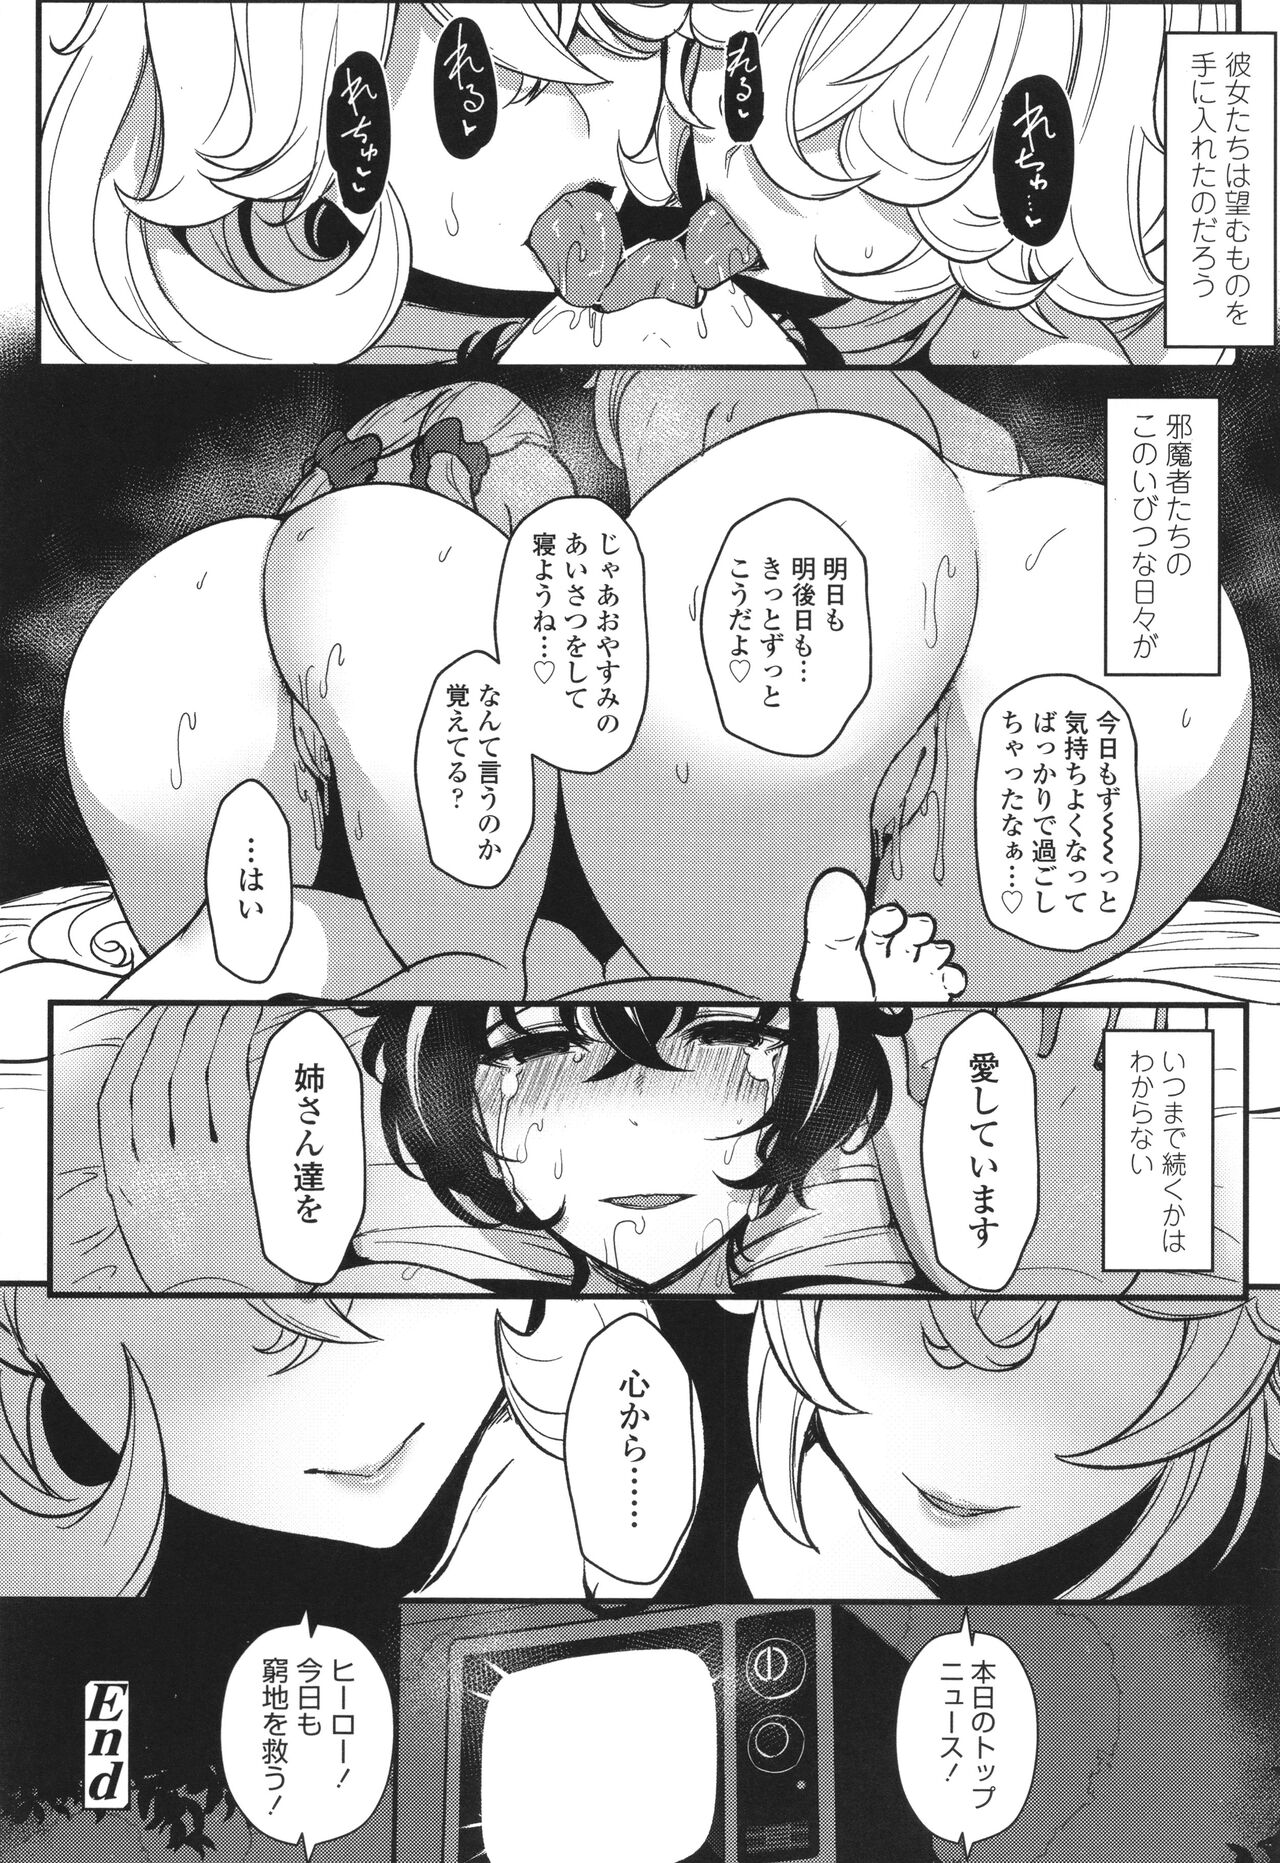 彼女たちは望むものを
手に入れたのだろう
れちゅ…♥
れる♥
れる♥
れちゅ♥
邪魔者たちの
このいびつな日々が
今日もず～～～っと
気持ちよくなって
ばっかりで過ごし
ちゃったなぁ…♡
明日も
明後日も…
きっとずっと
こうだよ♡
じゃあおやすみの
あいさつをして
寝ようね…♡
なんて言うのか
覚えてる?
…はい
いつまで続くかは
わからない
愛しています
姉さん達を
心から……
本日のトップ
ニュース!
ヒーロー!
今日も
窮地を救う!
End